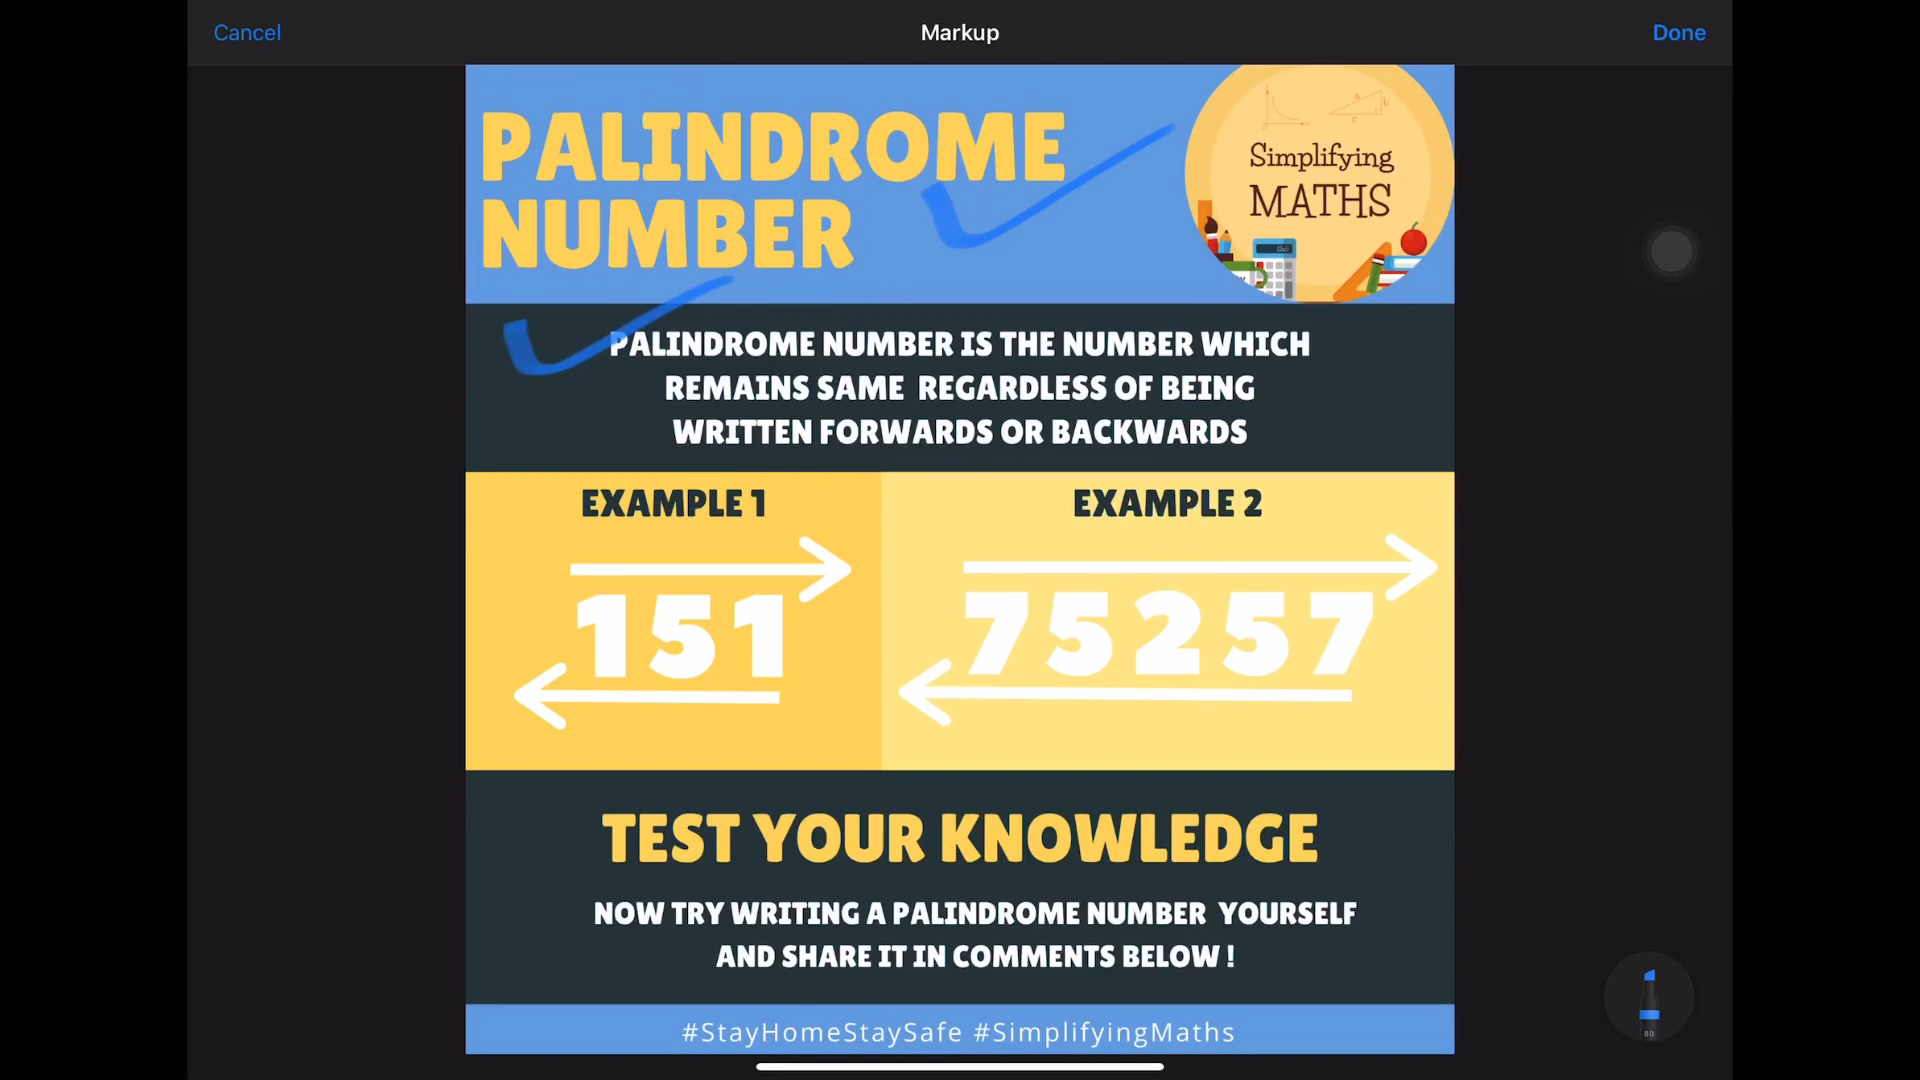 Cancel
Markup
Done
PALINDROME
NUMBER
a
b
c
Simplifying
MATHS
PALINDROME NUMBER IS THE NUMBER WHICH
REMAINS SAME REGARDLESS OF BEING
WRITTEN FORWARDS OR BACKWARDS
EXAMPLE 1
EXAMPLE 2
151
75257
TEST YOUR KNOWLEDGE
NOW TRY WRITING A PALINDROME NUMBER YOURSELF
AND SHARE IT IN COMMENTS BELOW !
80
#StayHomeStaySafe #SimplifyingMaths